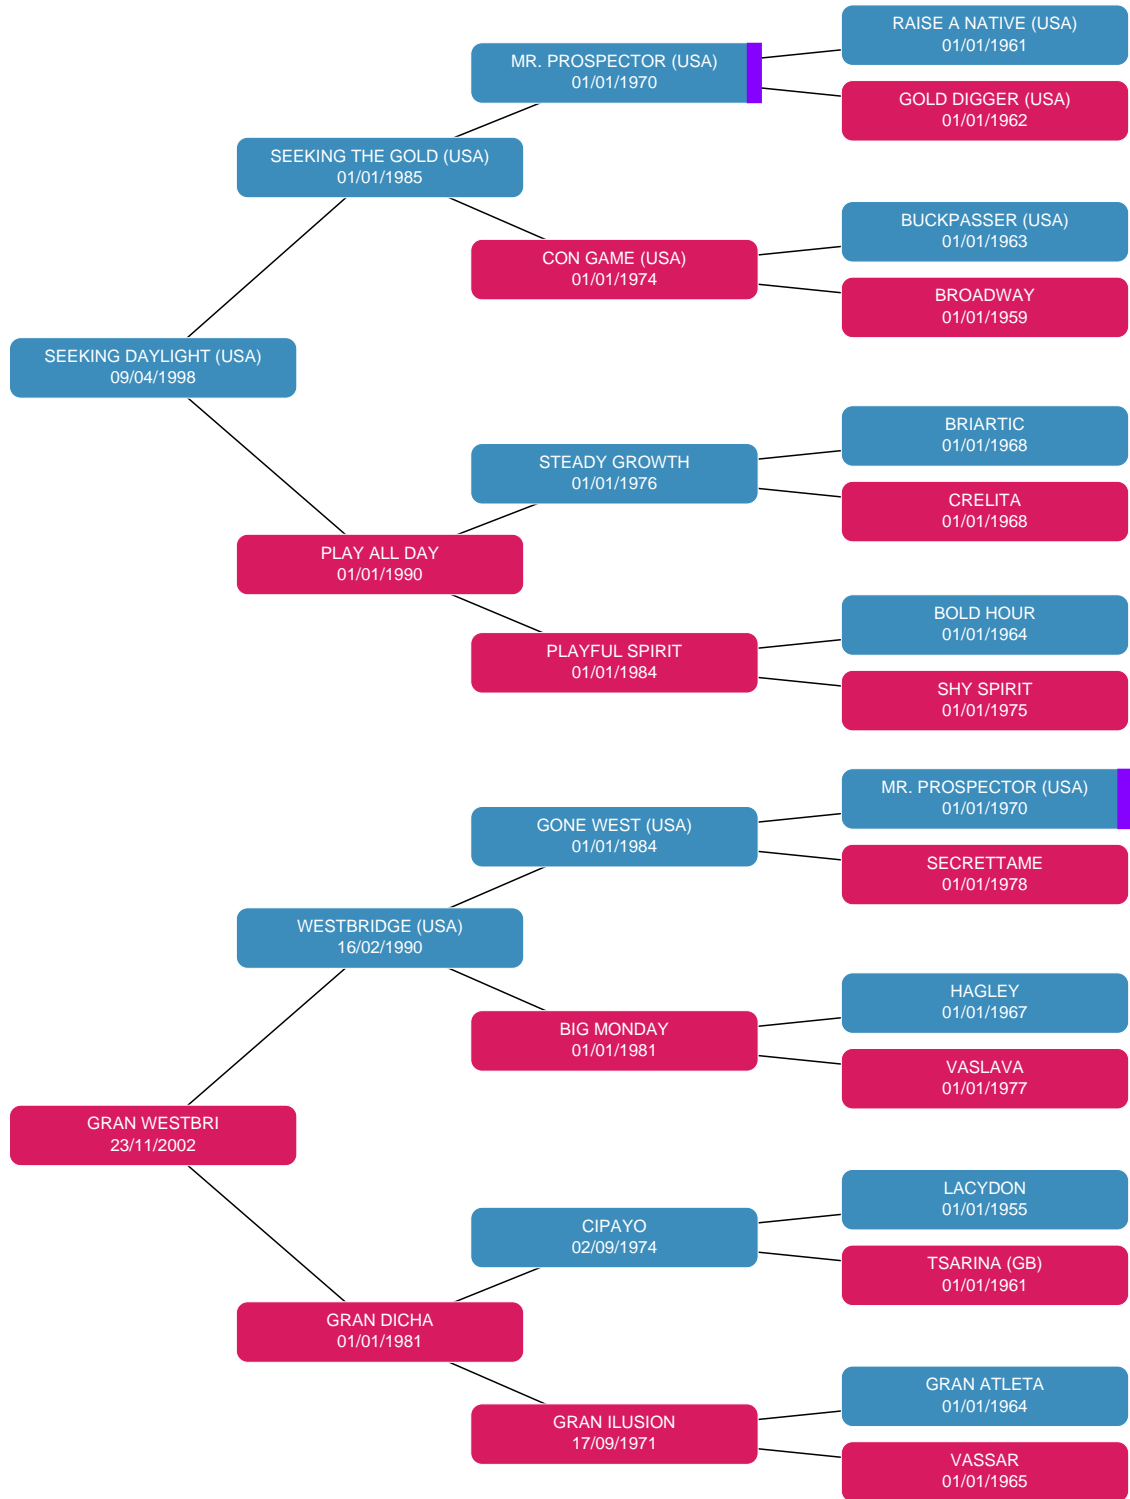 RAISE A NATIVE (USA)
01/01/1961
MR. PROSPECTOR (USA)
01/01/1970
GOLD DIGGER (USA)
01/01/1962
SEEKING THE GOLD (USA)
01/01/1985
BUCKPASSER (USA)
01/01/1963
CON GAME (USA)
01/01/1974
BROADWAY
01/01/1959
SEEKING DAYLIGHT (USA)
09/04/1998
BRIARTIC
01/01/1968
STEADY GROWTH
01/01/1976
CRELITA
01/01/1968
PLAY ALL DAY
01/01/1990
BOLD HOUR
01/01/1964
PLAYFUL SPIRIT
01/01/1984
SHY SPIRIT
01/01/1975
MR. PROSPECTOR (USA)
01/01/1970
GONE WEST (USA)
01/01/1984
SECRETTAME
01/01/1978
WESTBRIDGE (USA)
16/02/1990
HAGLEY
01/01/1967
BIG MONDAY
01/01/1981
VASLAVA
01/01/1977
GRAN WESTBRI
23/11/2002
LACYDON
01/01/1955
CIPAYO
02/09/1974
TSARINA (GB)
01/01/1961
GRAN DICHA
01/01/1981
GRAN ATLETA
01/01/1964
GRAN ILUSION
17/09/1971
VASSAR
01/01/1965